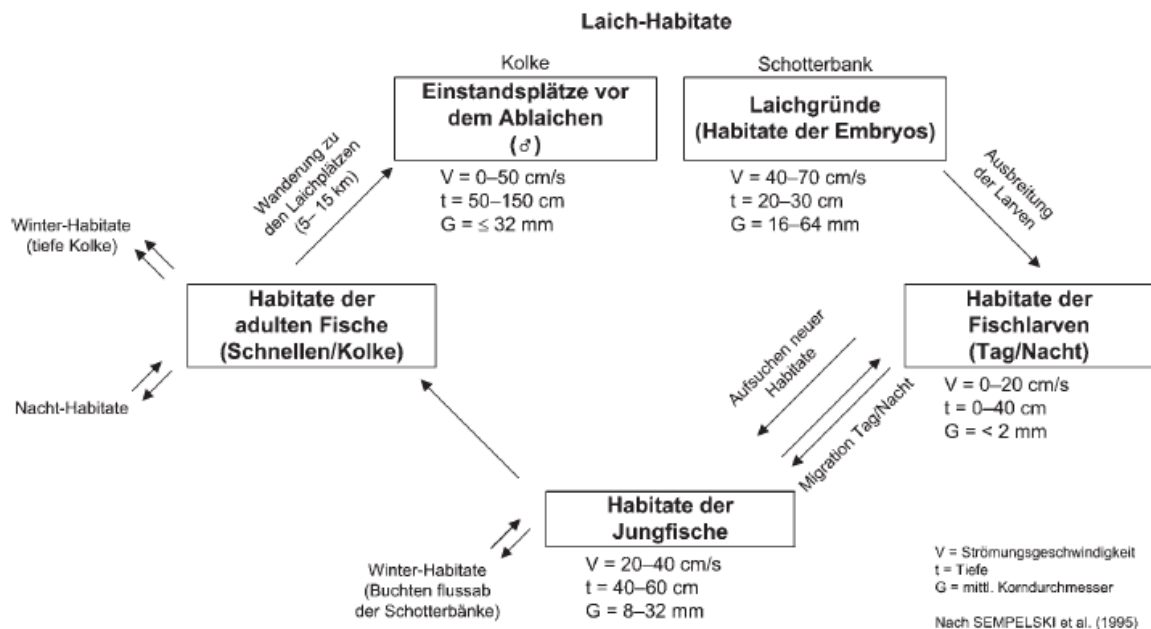 Laich-Habitate
Kolke
Einstandsplätze vor
dem Ablaichen
(♂)
V = 0–50 cm/s
t = 50–150 cm
G = ≤ 32 mm
Schotterbank
Laichgründe
(Habitate der Embryos)
V = 40–70 cm/s
t = 20–30 cm
G = 16–64 mm
Wanderung zu
den Laichplätzen
(5– 15 km)
Ausbreitung
der Larven
'Winter-Habitate
(tiefe Kolke)
Habitate der
adulten Fische
(Schnellen/Kolke)
Nacht-Habitate
Habitate der
Fischlarven
(Tag/Nacht)
V = 0–20 cm/s
t = 0–40 cm
G = < 2 mm
Aufsuchen neuer
Habitate
Migration Tag/Nacht
Habitate der
Jungfische
V = 20–40 cm/s
t = 40–60 cm
G = 8–32 mm
Winter-Habitate
(Buchten flussab
der Schotterbänke)
V = Strömungsgeschwindigkeit
t = Tiefe
G = mittl. Korndurchmesser
Nach SEMPELSKI et al. (1995)